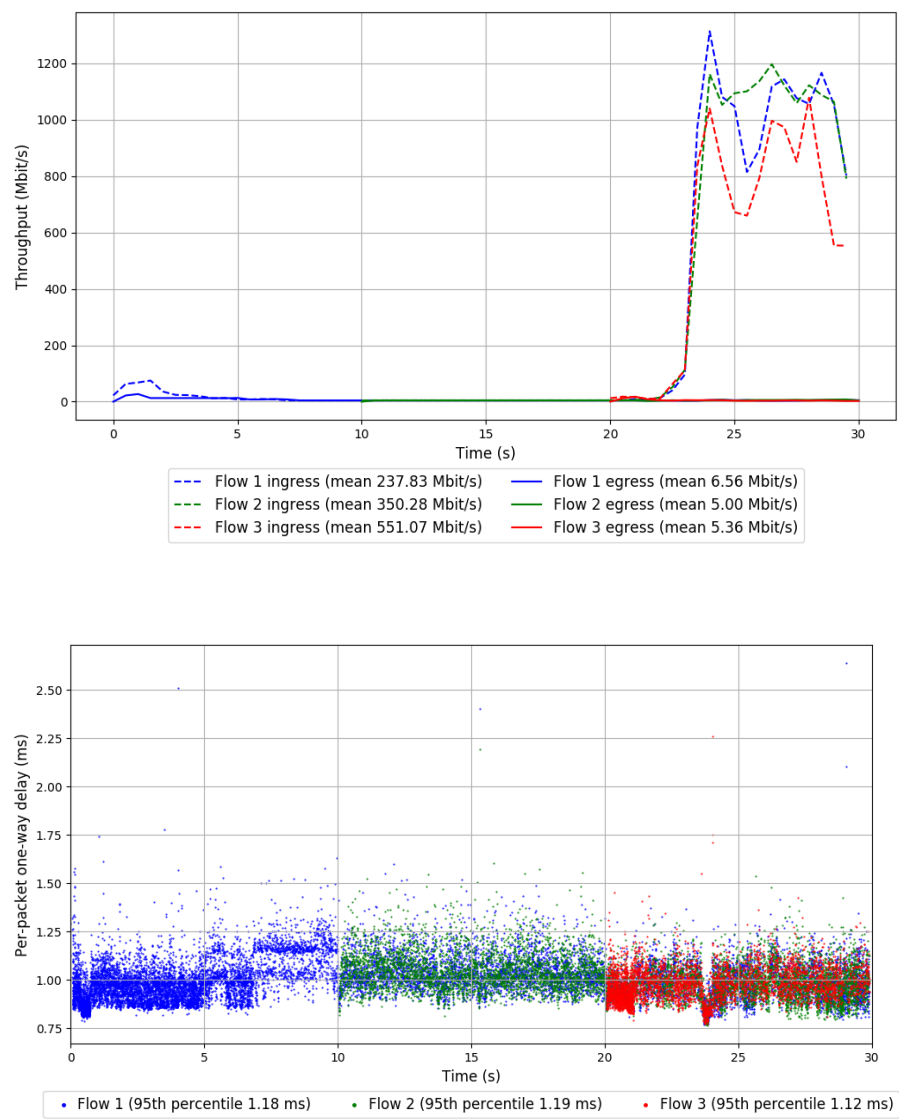 1200
1000
800
600
400
200
0
Throughput (Mbit/s)
0 5 10 15 20 25 30
Time (s)
Flow 1 ingress (mean 237.83 Mbit/s) Flow 1 egress (mean 6.56 Mbit/s)
Flow 2 ingress (mean 350.28 Mbit/s) Flow 2 egress (mean 5.00 Mbit/s)
Flow 3 ingress (mean 551.07 Mbit/s) Flow 3 egress (mean 5.36 Mbit/s)
2.50
2.25
2.00
1.75
1.50
1.25
1.00
0.75
Per-packet one-way delay (ms)
0 5 10 15 20 25 30
Time (s)
Flow 1 (95th percentile 1.18 ms) Flow 2 (95th percentile 1.19 ms) Flow 3 (95th percentile 1.12 ms)